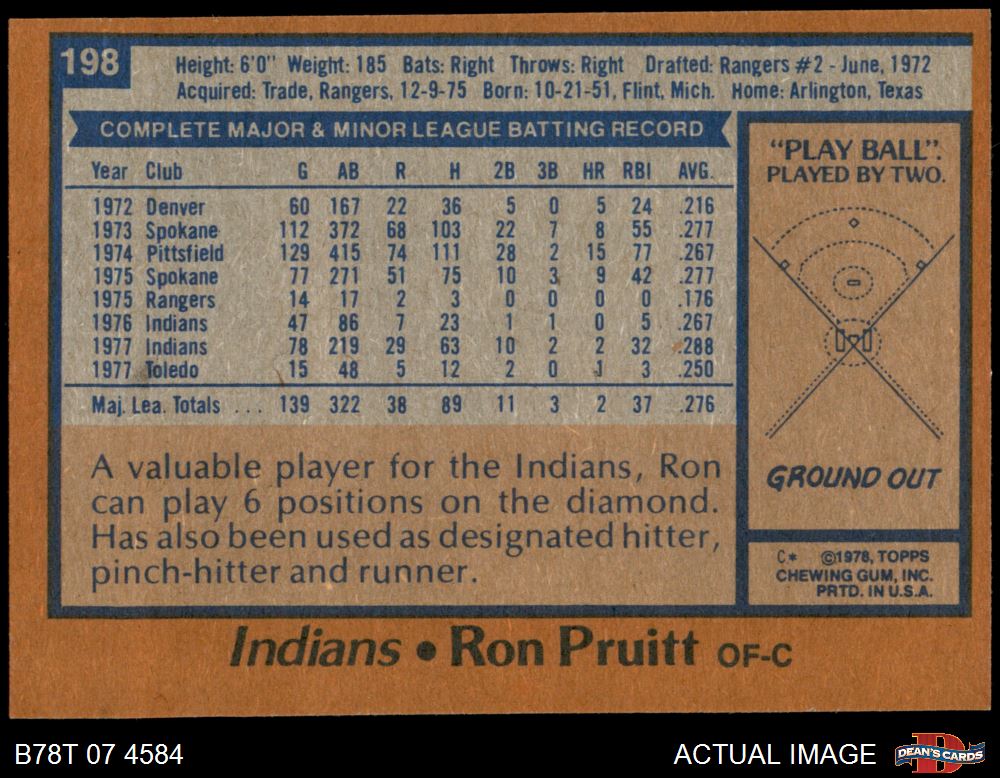 198
Height: 6'0" Weight: 185 Bats: Right Throws: Right Drafted: Rangers #2 - June, 1972
Acquired: Trade, Rangers, 12-9-75 Born: 10-21-51, Flint, Mich. Home: Arlington, Texas
COMPLETE MAJOR & MINOR LEAGUE BATTING RECORD
Year Club G AB R H 2B 3B HR RBI AVG.
1972 Denver 60 167 22 36 5 0 5 24 .216
1973 Spokane 112 372 68 103 22 7 8 55 .277
1974 Pittsfield 129 415 74 111 28 2 15 77 .267
1975 Spokane 77 271 51 75 10 3 9 42 .277
1975 Rangers 14 17 2 3 0 0 0 0 .176
1976 Indians 47 86 7 23 1 1 0 5 .267
1977 Indians 78 219 29 63 10 2 2 32 .288
1977 Toledo 15 48 5 12 2 0 1 3 .250
Maj. Lea. Totals ... 139 322 38 89 11 3 2 37 .276
A valuable player for the Indians, Ron
can play 6 positions on the diamond.
Has also been used as designated hitter,
pinch-hitter and runner.
"PLAY BALL".
PLAYED BY TWO.
GROUND OUT
C* ©1978, TOPPS
CHEWING GUM, INC.
PRTD. IN U.S.A.
Indians • Ron Pruitt OF-C
B78T 07 4584
ACTUAL IMAGE
D
DEAN'S CARDS